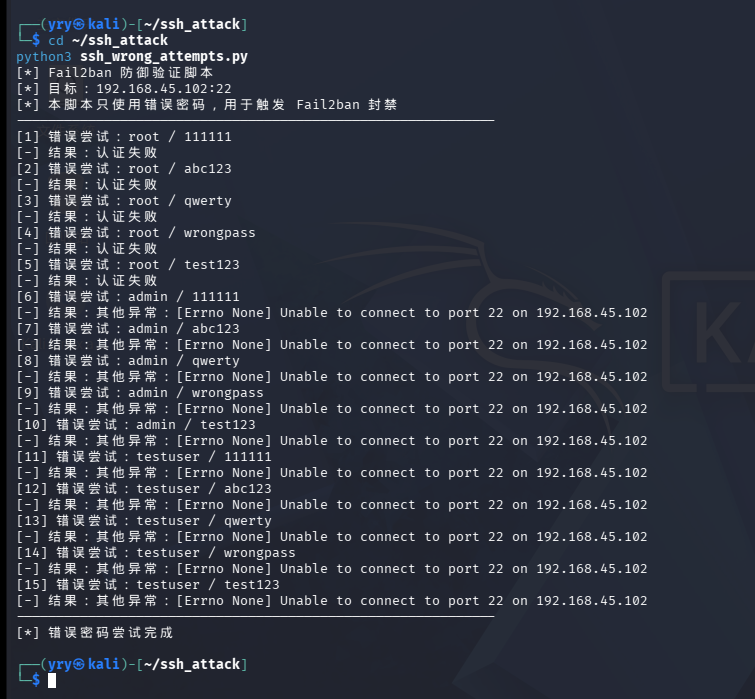 ┌──(yry㉿kali)-[~/ssh_attack]
└─$ cd ~/ssh_attack
python3 ssh_wrong_attempts.py
[*] Fail2ban 防御验证脚本
[*] 目标：192.168.45.102:22
[*] 本脚本只使用错误密码，用于触发 Fail2ban 封禁
[1] 错误尝试：root / 111111
[-] 结果：认证失败
[2] 错误尝试：root / abc123
[-] 结果：认证失败
[3] 错误尝试：root / qwerty
[-] 结果：认证失败
[4] 错误尝试：root / wrongpass
[-] 结果：认证失败
[5] 错误尝试：root / test123
[-] 结果：认证失败
[6] 错误尝试：admin / 111111
[-] 结果：其他异常：[Errno None] Unable to connect to port 22 on 192.168.45.102
[7] 错误尝试：admin / abc123
[-] 结果：其他异常：[Errno None] Unable to connect to port 22 on 192.168.45.102
[8] 错误尝试：admin / qwerty
[-] 结果：其他异常：[Errno None] Unable to connect to port 22 on 192.168.45.102
[9] 错误尝试：admin / wrongpass
[-] 结果：其他异常：[Errno None] Unable to connect to port 22 on 192.168.45.102
[10] 错误尝试：admin / test123
[-] 结果：其他异常：[Errno None] Unable to connect to port 22 on 192.168.45.102
[11] 错误尝试：testuser / 111111
[-] 结果：其他异常：[Errno None] Unable to connect to port 22 on 192.168.45.102
[12] 错误尝试：testuser / abc123
[-] 结果：其他异常：[Errno None] Unable to connect to port 22 on 192.168.45.102
[13] 错误尝试：testuser / qwerty
[-] 结果：其他异常：[Errno None] Unable to connect to port 22 on 192.168.45.102
[14] 错误尝试：testuser / wrongpass
[-] 结果：其他异常：[Errno None] Unable to connect to port 22 on 192.168.45.102
[15] 错误尝试：testuser / test123
[-] 结果：其他异常：[Errno None] Unable to connect to port 22 on 192.168.45.102
[*] 错误密码尝试完成
┌──(yry㉿kali)-[~/ssh_attack]
└─$
KA